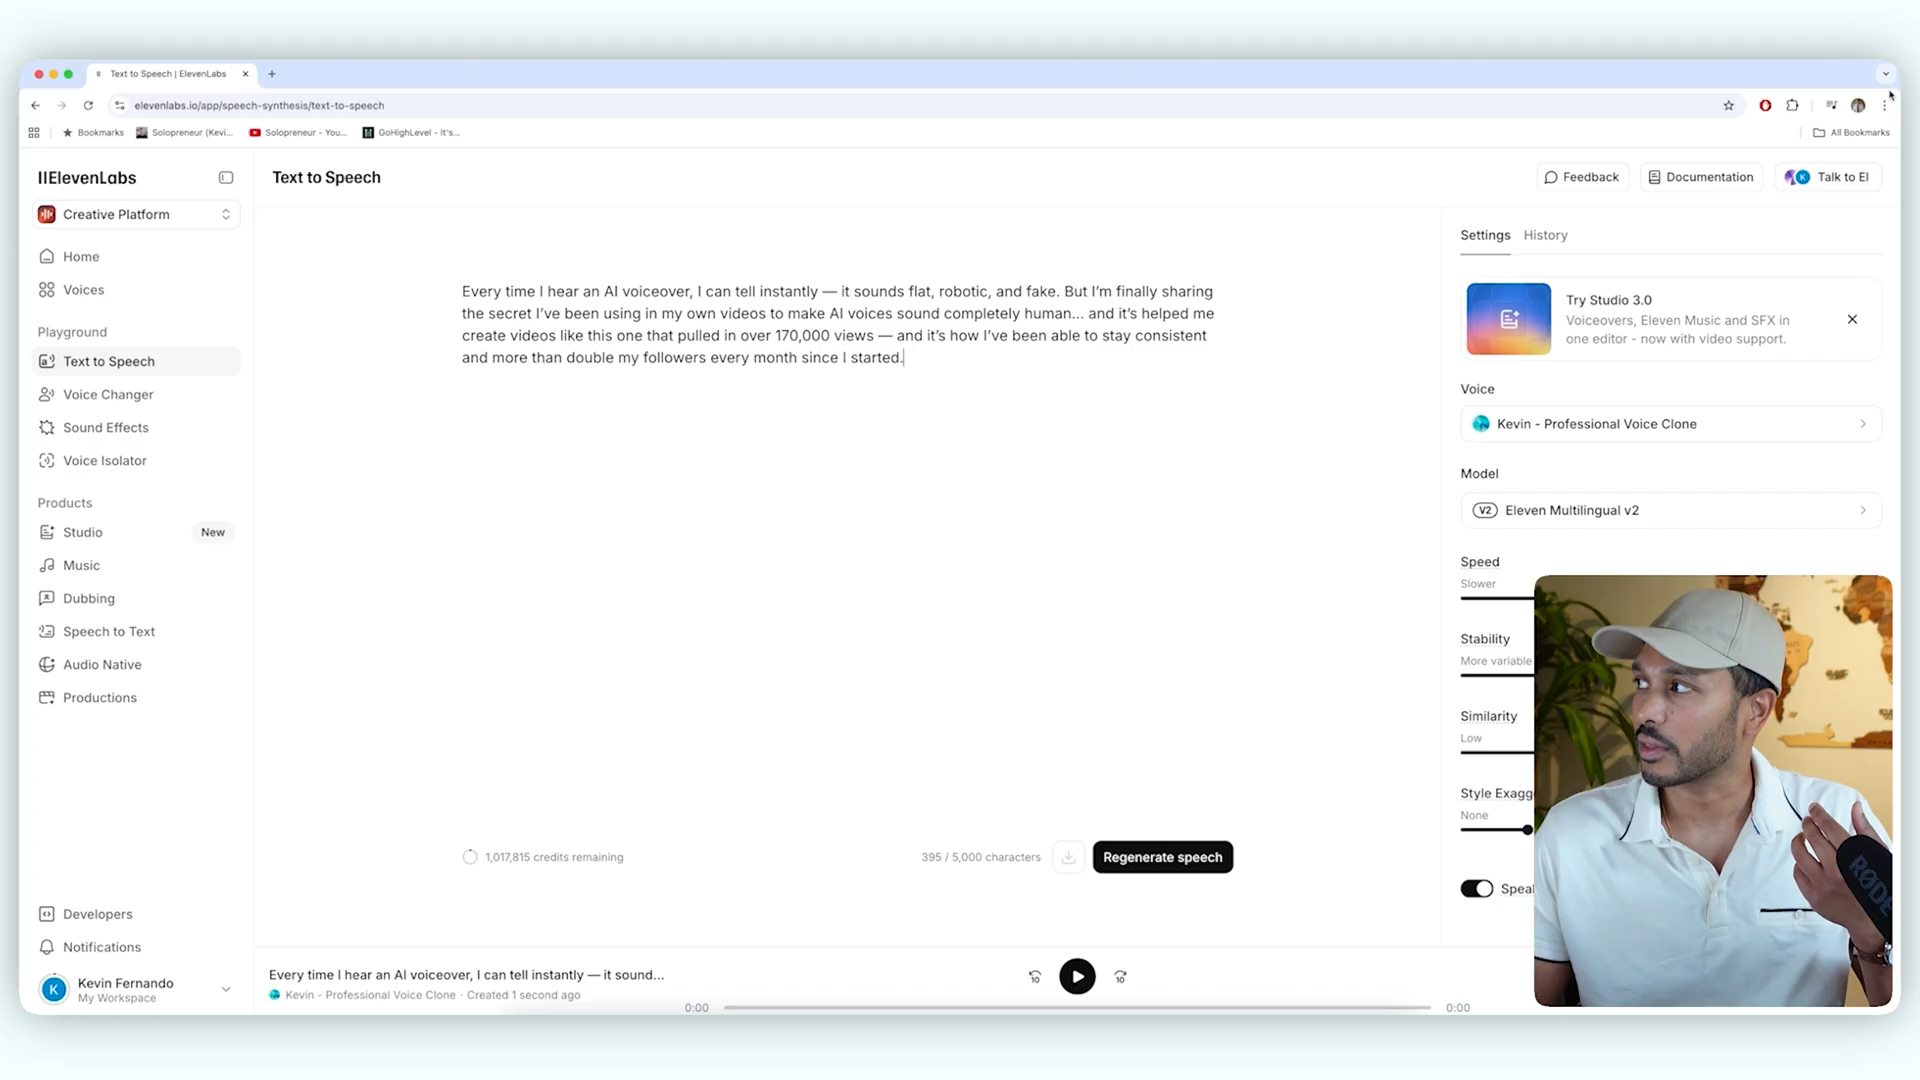 Text to Speech | ElevenLabs
elevenlabs.io/app/speech-synthesis/text-to-speech
Bookmarks
Solopreneur (Kevi...
Solopreneur - You...
GoHighLevel - It's...
All Bookmarks
IIElevenLabs
Creative Platform
Home
Voices
Playground
Text to Speech
Voice Changer
Sound Effects
Voice Isolator
Products
Studio
New
Music
Dubbing
Speech to Text
Audio Native
Productions
Developers
Notifications
K
Kevin Fernando
My Workspace
Text to Speech
Feedback
Documentation
K
Talk to El
Every time I hear an AI voiceover, I can tell instantly — it sounds flat, robotic, and fake. But I'm finally sharing
the secret I've been using in my own videos to make AI voices sound completely human... and it's helped me
create videos like this one that pulled in over 170,000 views — and it's how I've been able to stay consistent
and more than double my followers every month since I started.
1,017,815 credits remaining
395 / 5,000 characters
Regenerate speech
Settings
History
Try Studio 3.0
Voiceovers, Eleven Music and SFX in
one editor - now with video support.
Voice
Kevin - Professional Voice Clone
Model
V2
Eleven Multilingual v2
Speed
Slower
Stability
More variable
Similarity
Low
Style Exagg
None
Speak
RØDE
Every time I hear an AI voiceover, I can tell instantly — it sound...
Kevin - Professional Voice Clone · Created 1 second ago
10
10
0:00
0:00